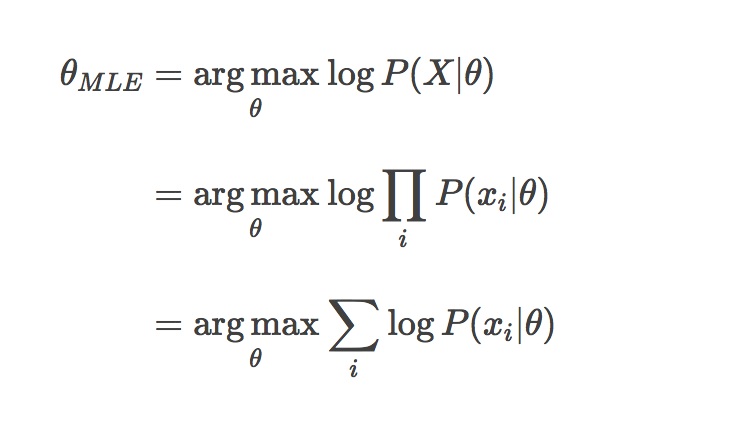 θ_MLE = arg max_θ log P(X|θ)
= arg max_θ log ∏_i P(x_i|θ)
= arg max_θ ∑_i log P(x_i|θ)